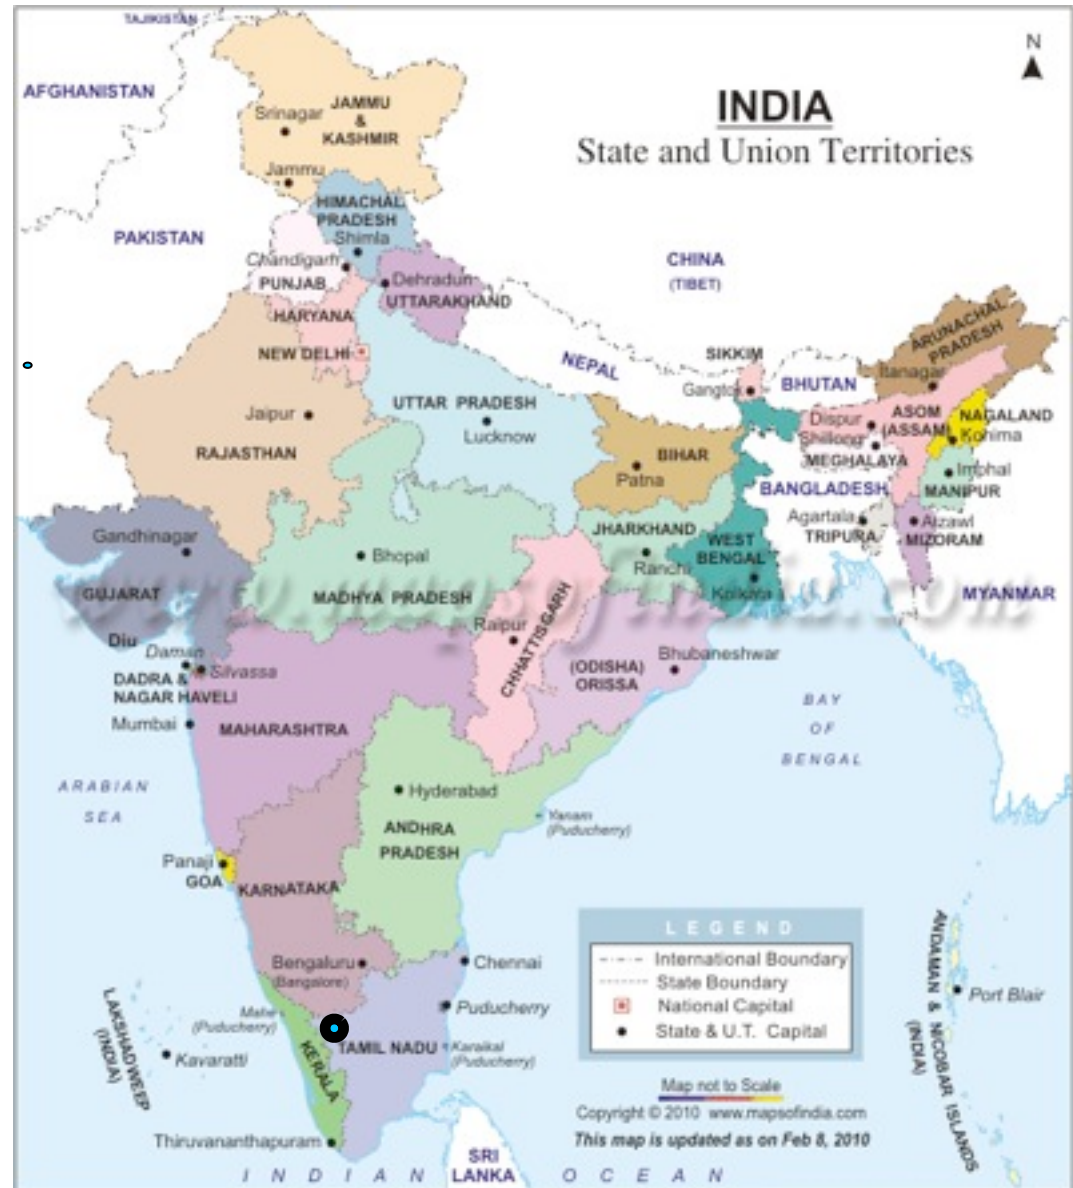 TAJIKISTAN
AFGHANISTAN
N
INDIA
State and Union Territories
JAMMU
&
KASHMIR
Srinagar
Jammu
HIMACHAL
PRADESH
Shimla
PAKISTAN
Chandigarh
PUNJAB
Dehradun
UTTARAKHAND
CHINA
(TIBET)
HARYANA
NEW DELHI
NEPAL
SIKKIM
Gangtok
BHUTAN
ARUNACHAL
PRADESH
Itanagar
Jaipur
RAJASTHAN
UTTAR PRADESH
Lucknow
BIHAR
Patna
Dispur
ASOM
(ASSAM)
NAGALAND
Kohima
Shillong
MEGHALAYA
Imphal
MANIPUR
BANGLADESH
Agartala
TRIPURA
Aizawl
MIZORAM
MYANMAR
Gandhinagar
GUJARAT
Bhopal
MADHYA PRADESH
JHARKHAND
Ranchi
WEST
BENGAL
Kolkata
www.mapsofindia.com
Raipur
CHHATTISGARH
(ODISHA)
ORISSA
Bhubaneshwar
Diu
Daman
Silvassa
DADRA &
NAGAR HAVELI
Mumbai
MAHARASHTRA
BAY
OF
BENGAL
ARABIAN
SEA
Hyderabad
ANDHRA
PRADESH
Yanam
(Puducherry)
Panaji
GOA
KARNATAKA
Bengaluru
(Bangalore)
Chennai
Mahe
(Puducherry)
Puducherry
KERALA
TAMIL NADU
Karaikal
(Puducherry)
LAKSHADWEEP
(INDIA)
Kavaratti
Thiruvananthapuram
SRI
LANKA
INDIAN OCEAN
LEGEND
International Boundary
State Boundary
National Capital
State & U.T. Capital
ANDAMAN & NICOBAR ISLANDS
(INDIA)
Port Blair
Map not to Scale
Copyright © 2010 www.mapsofindia.com
This map is updated as on Feb 8, 2010